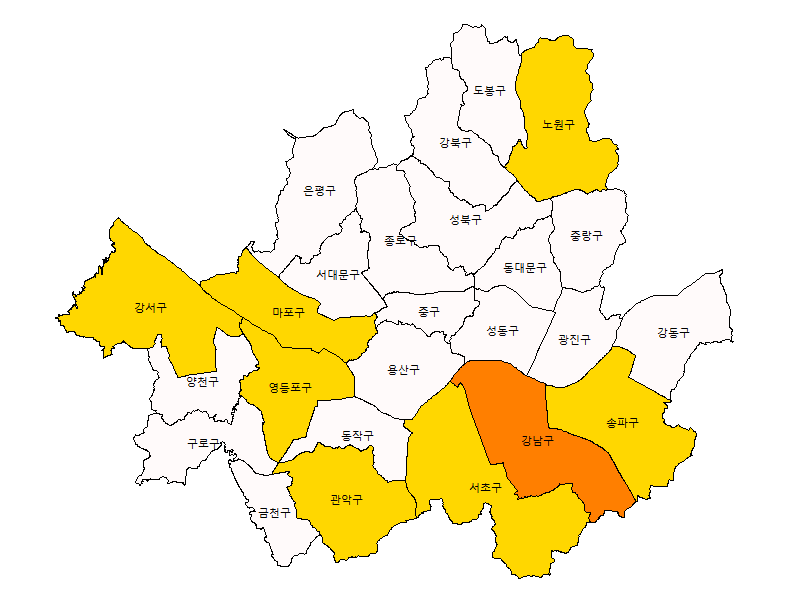 도봉구
노원구
강북구
은평구
성북구
종로구
중랑구
동대문구
서대문구
강서구
마포구
중구
성동구
광진구
강동구
용산구
양천구
영등포구
송파구
동작구
강남구
구로구
서초구
관악구
금천구